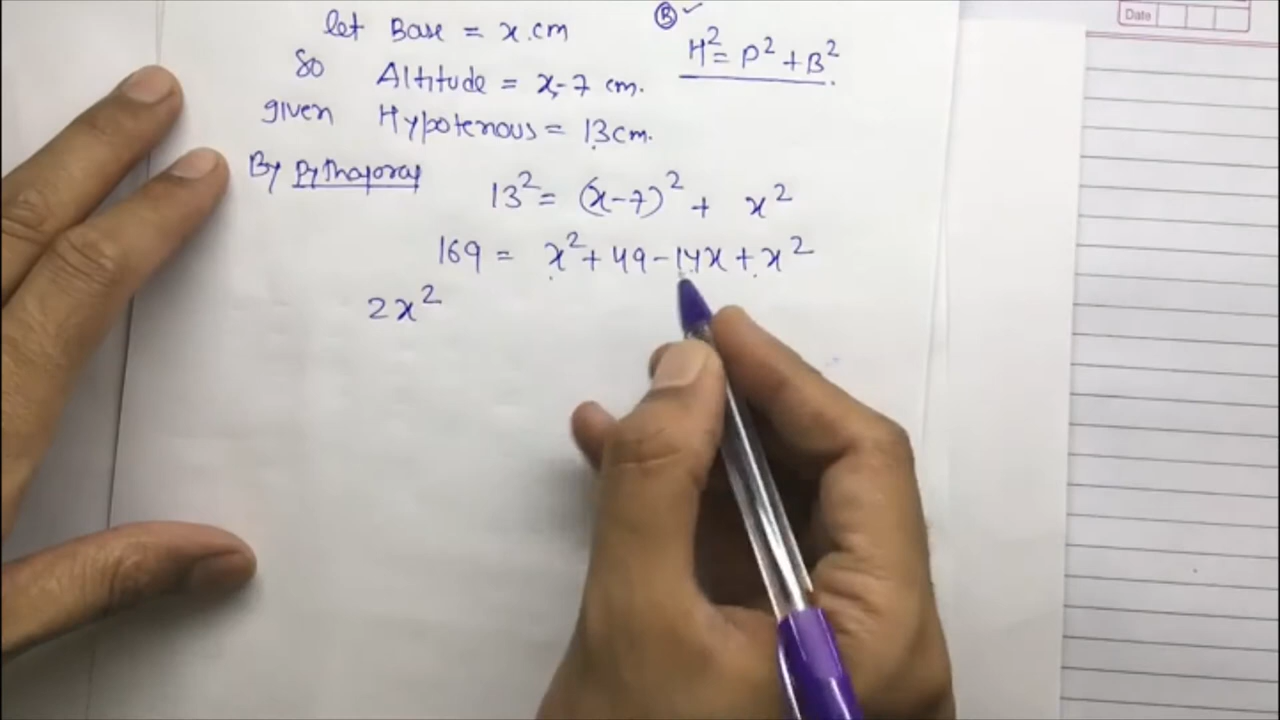 let Base = x.cm
Ⓑ ✓
H² = P² + B²
So Altitude = x-7 cm.
given Hypotenous = 13cm.
By Pythagoras
13² = (x-7)² + x²
169 = x² + 49 - 14x + x²
2x²
Date